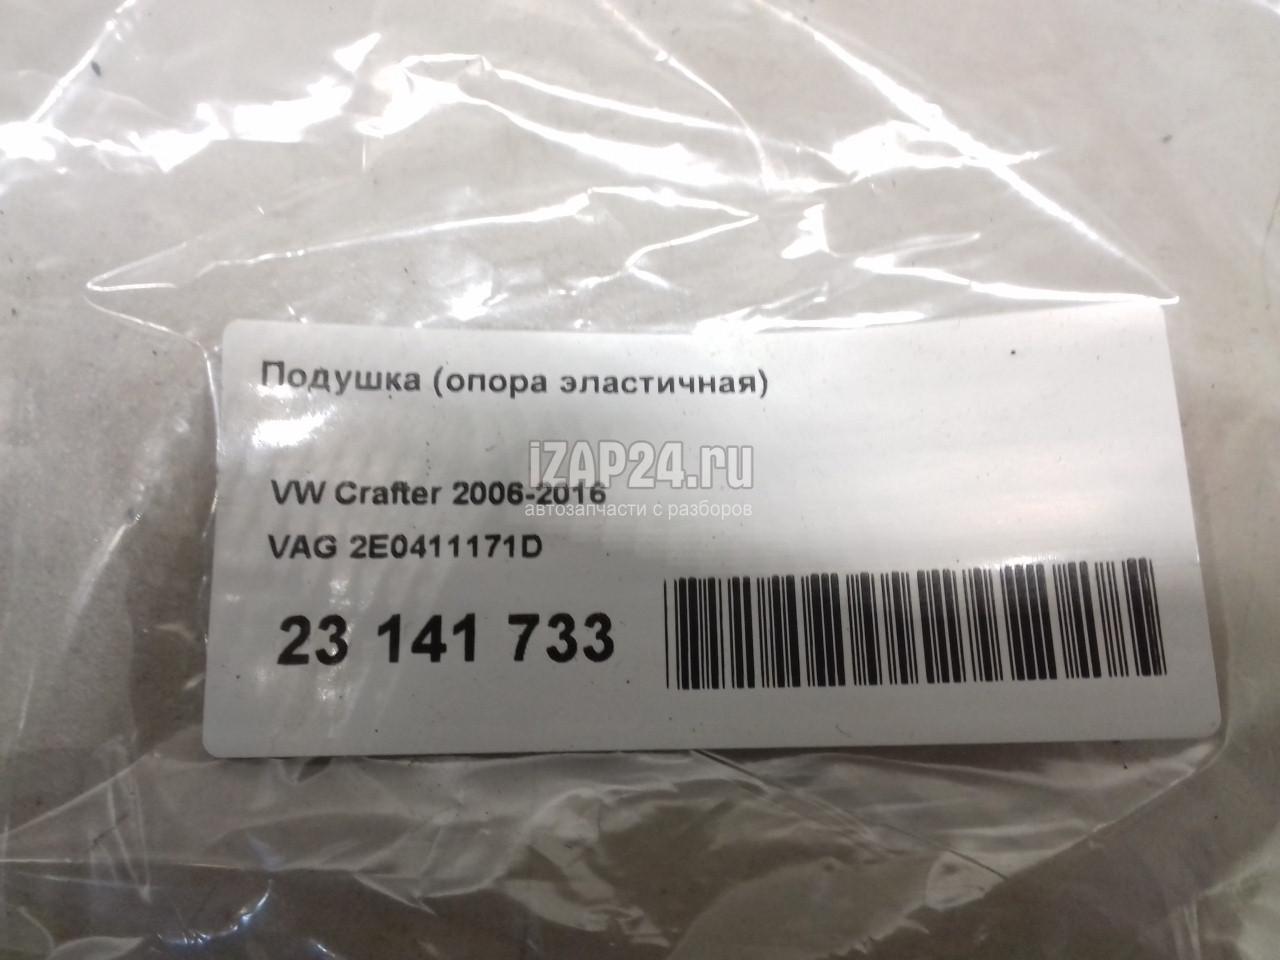 Подушка (опора эластичная)
iZAP24.ru
VW Crafter 2006-2016
автозапчасти с разборов
VAG 2E0411171D
23 141 733